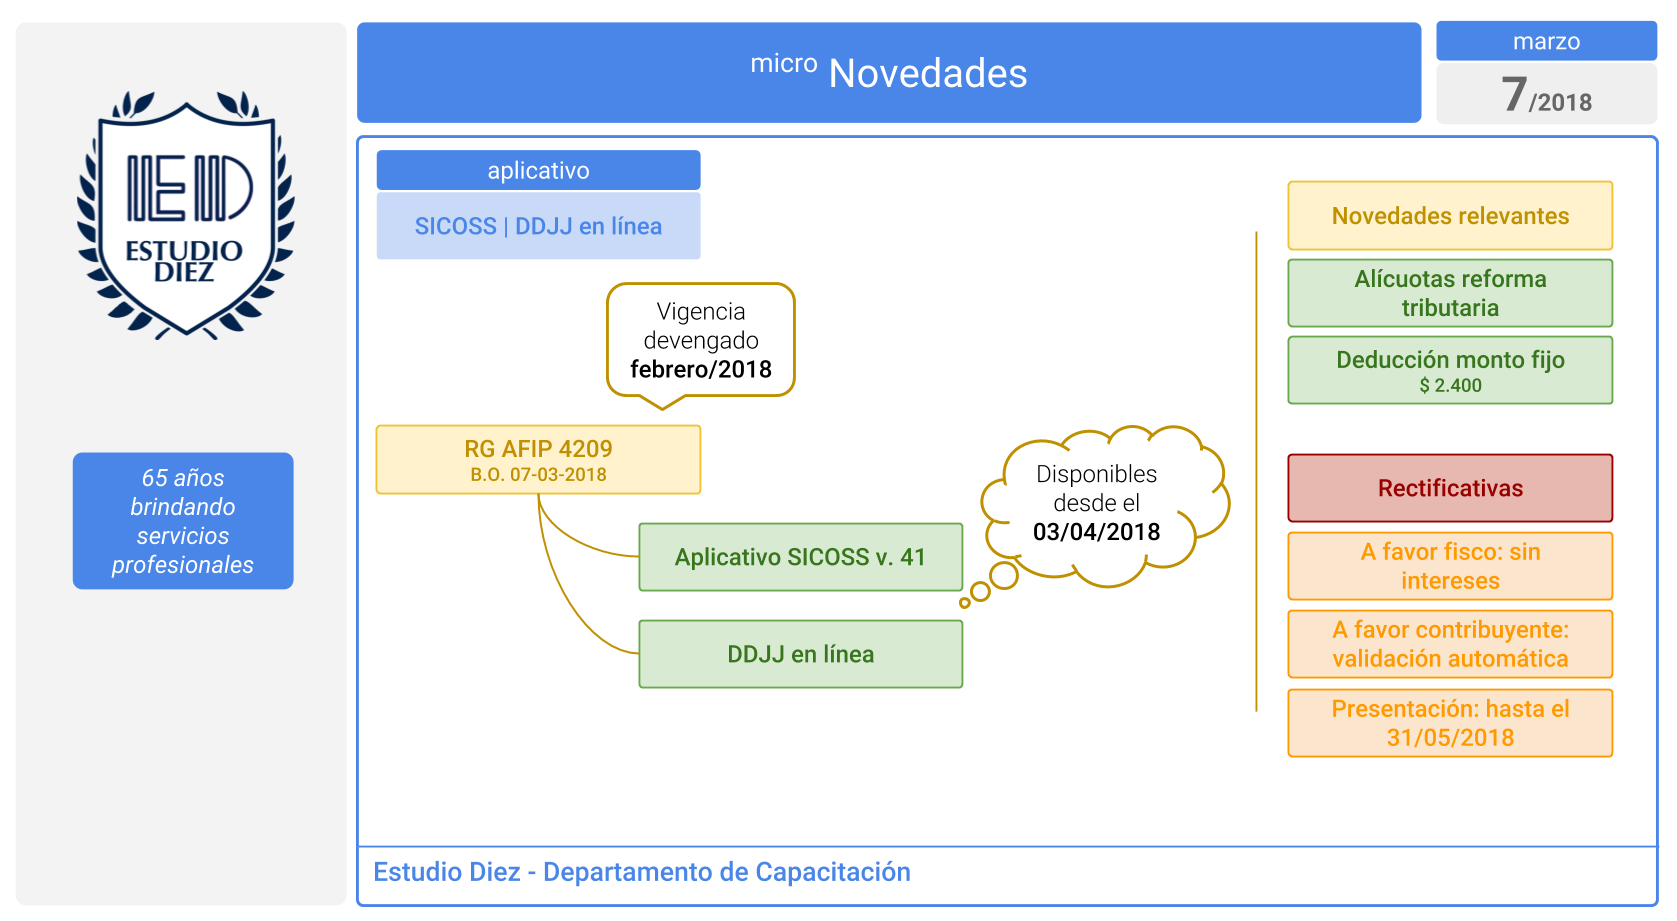 ED
ESTUDIO
DIEZ
65 años
brindando
servicios
profesionales
micro Novedades
marzo
7/2018
aplicativo
SICOSS | DDJJ en línea
Vigencia
devengado
febrero/2018
RG AFIP 4209
B.O. 07-03-2018
Aplicativo SICOSS v. 41
DDJJ en línea
Disponibles
desde el
03/04/2018
Novedades relevantes
Alícuotas reforma
tributaria
Deducción monto fijo
$ 2.400
Rectificativas
A favor fisco: sin
intereses
A favor contribuyente:
validación automática
Presentación: hasta el
31/05/2018
Estudio Diez - Departamento de Capacitación